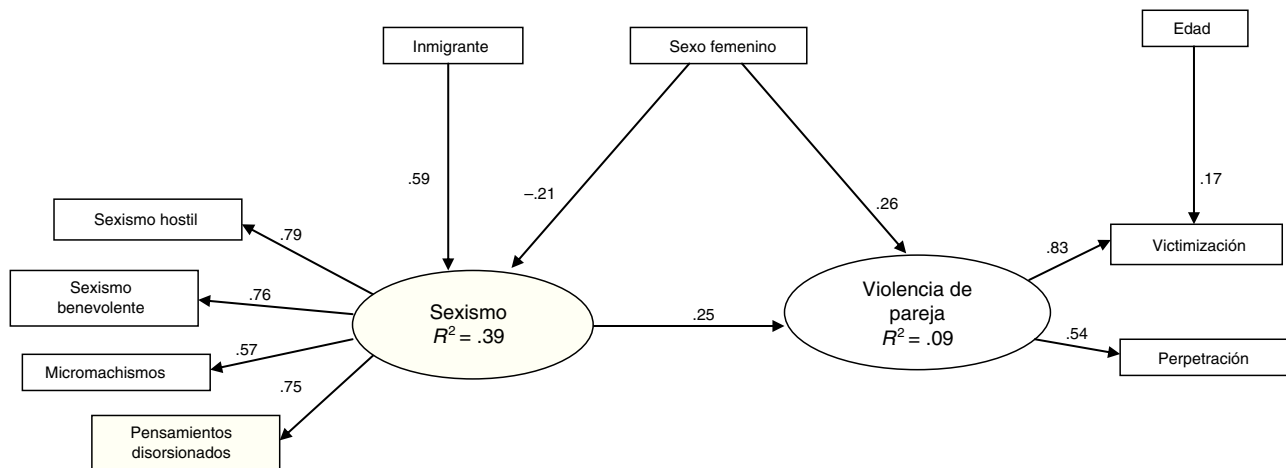 Edad
Inmigrante
Sexo femenino
.59
–.21
.26
.17
Sexismo hostil
.79
Victimización
.83
Sexismo
benevolente
.76
Sexismo
R² = .39
.25
Violencia de
pareja
R² = .09
.54
Perpetración
Micromachismos
.57
.75
Pensamientos
disorsionados